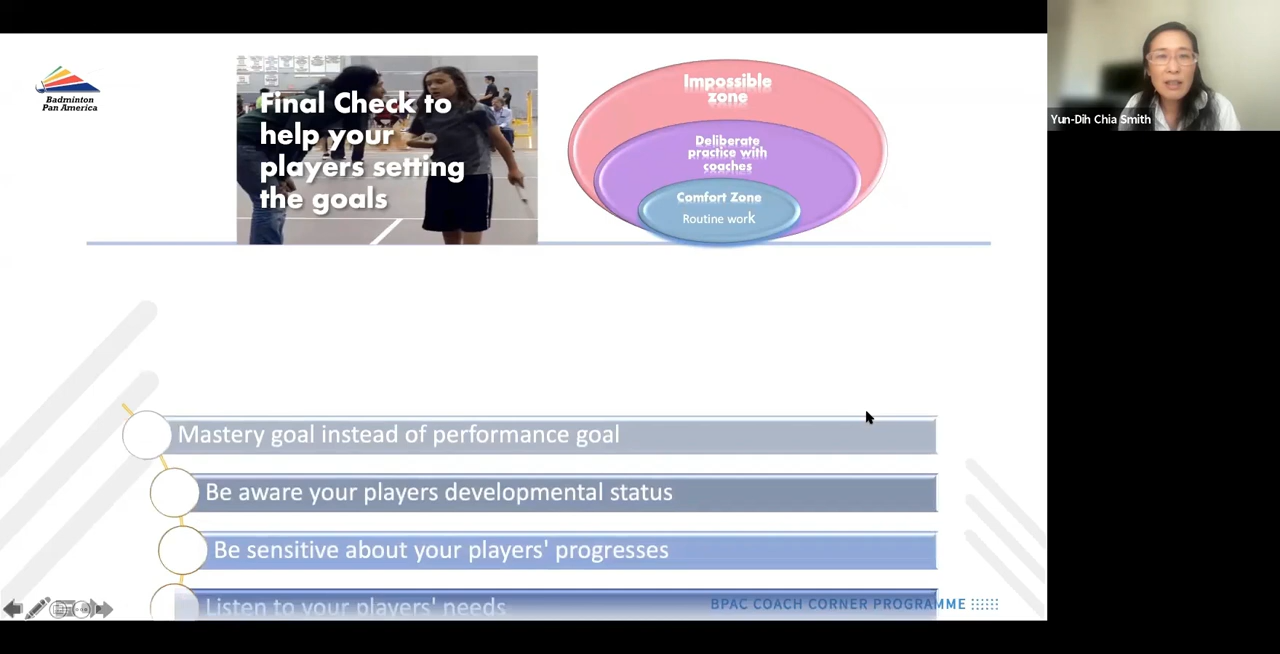 Badminton
Pan America
Final Check to
help your
players setting
the goals
Impossible
zone
Deliberate
practice with
coaches
Comfort Zone
Routine work
Yun-Dih Chia Smith
Mastery goal instead of performance goal
Be aware your players developmental status
Be sensitive about your players' progresses
Listen to your players' needs
BPAC COACH CORNER PROGRAMME